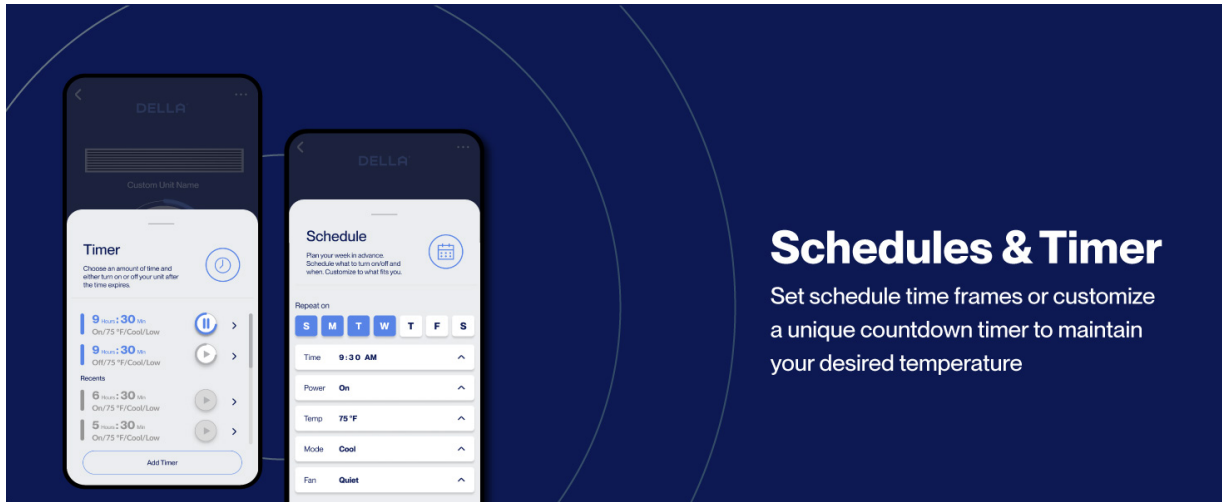 DELLA
Custom Unit Name
Timer
Choose an amount of time and
either turn on or off your unit after
the time expires.
9 Hours : 30 Min
On/75 °F/Cool/Low
9 Hours : 30 Min
Off/75 °F/Cool/Low
Recents
6 Hours : 30 Min
On/75 °F/Cool/Low
5 Hours : 30 Min
On/75 °F/Cool/Low
Add Timer
DELLA
Schedule
Plan your week in advance.
Schedule what to turn on/off and
when. Customize to what fits you.
Repeat on
S M T W T F S
Time 9:30 AM
Power On
Temp 75 °F
Mode Cool
Fan Quiet
Schedules & Timer
Set schedule time frames or customize
a unique countdown timer to maintain
your desired temperature